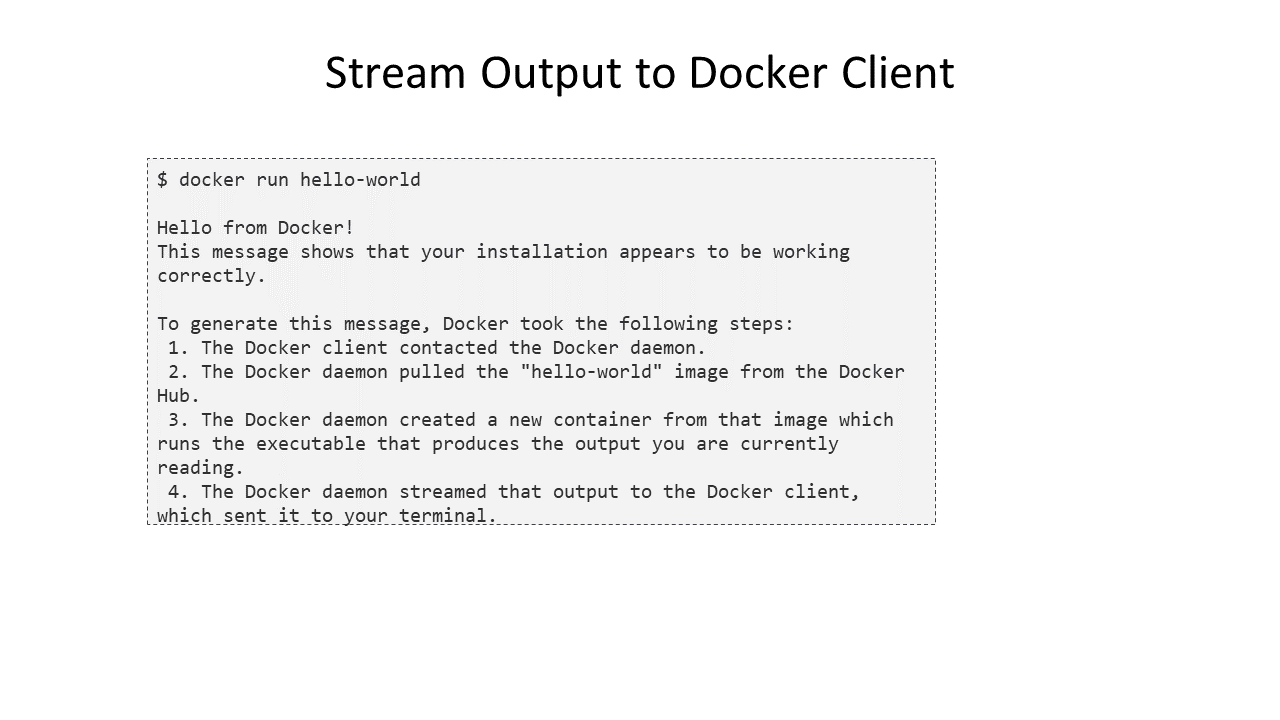 Stream Output to Docker Client
$ docker run hello-world
Hello from Docker!
This message shows that your installation appears to be working
correctly.
To generate this message, Docker took the following steps:
1. The Docker client contacted the Docker daemon.
2. The Docker daemon pulled the "hello-world" image from the Docker
Hub.
3. The Docker daemon created a new container from that image which
runs the executable that produces the output you are currently
reading.
4. The Docker daemon streamed that output to the Docker client,
which sent it to your terminal.